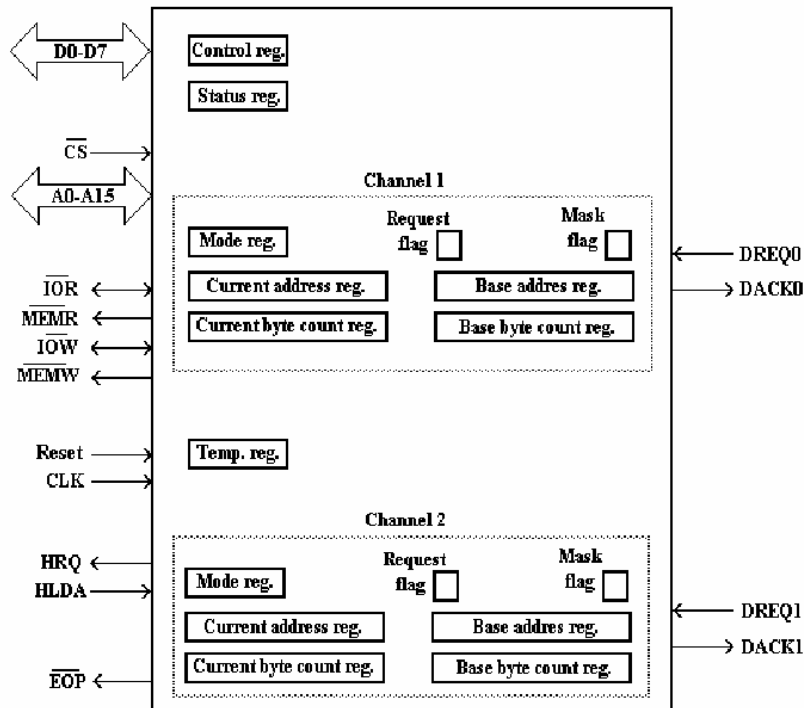 D0-D7
Control reg.
Status reg.
CS
A0-A15
Channel 1
Mode reg.
Request
flag
Mask
flag
DREQ0
IOR
Current address reg.
Base addres reg.
DACK0
MEMR
Current byte count reg.
Base byte count reg.
IOW
MEMW
Reset
Temp. reg.
CLK
Channel 2
HRQ
Request
flag
Mask
flag
Mode reg.
HLDA
DREQ1
Current address reg.
Base addres reg.
DACK1
Current byte count reg.
Base byte count reg.
EOP